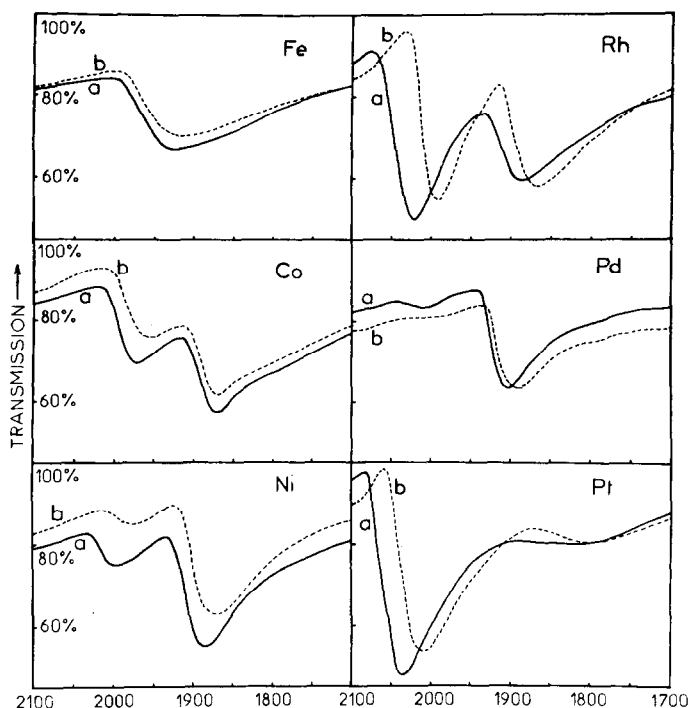 100%
80%
60%
Fe
b
a
Rh
b
a
100%
80%
60%
Co
b
a
Pd
a
b
100%
80%
60%
Ni
b
a
Pt
b
a
TRANSMISSION →
2100 2000 1900 1800 2100 2000 1900 1800 1700